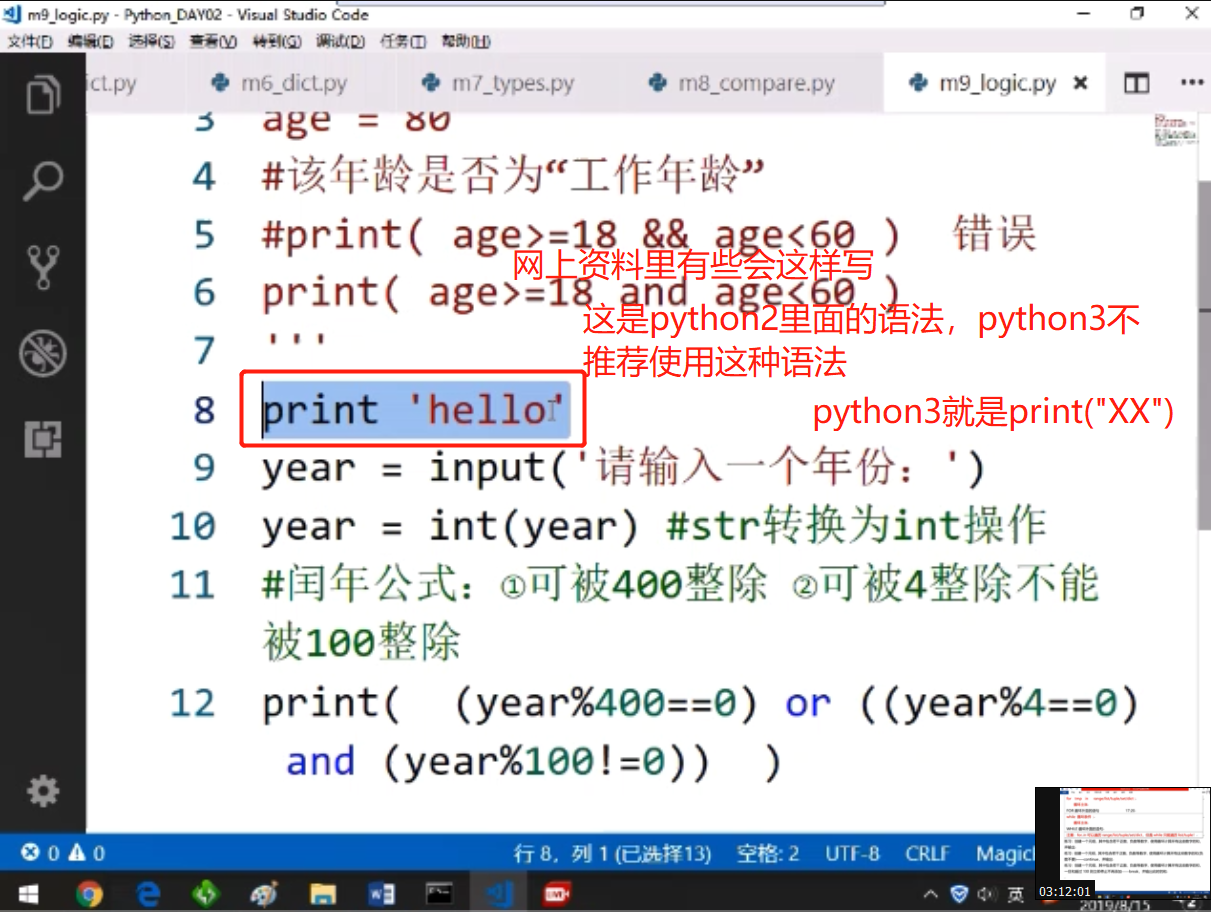 m9_logic.py - Python_DAY02 - Visual Studio Code
文件(F) 编辑(E) 选择(S) 查看(V) 转到(G) 调试(D) 任务(T) 帮助(H)
ict.py m6_dict.py m7_types.py m8_compare.py m9_logic.py
3 age = 80
4 #该年龄是否为“工作年龄”
5 #print( age>=18 && age<60 ) 错误
网上资料里有些会这样写
6 print( age>=18 and age<60 )
这是python2里面的语法，python3不
7 '''
推荐使用这种语法
8 print 'hello'
python3就是print("XX")
9 year = input('请输入一个年份：')
10 year = int(year) #str转换为int操作
11 #闰年公式：①可被400整除 ②可被4整除不能
被100整除
12 print( (year%400==0) or ((year%4==0)
and (year%100!=0)) )
0 0 行 8，列 1 (已选择13) 空格: 2 UTF-8 CRLF Magic
英
03:12:01
2019/8/15